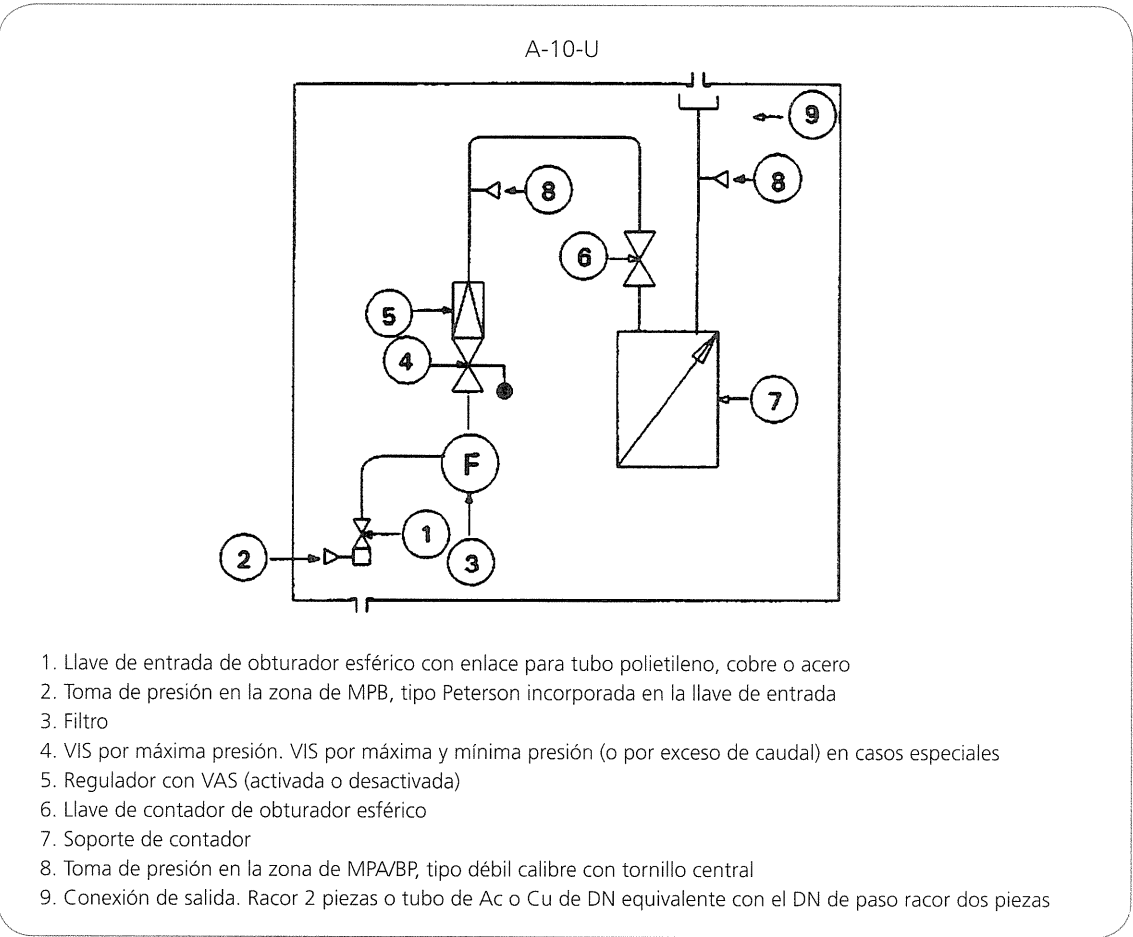 A-10-U
9
8
8
6
5
4
7
F
1
2
3
1. Llave de entrada de obturador esférico con enlace para tubo polietileno, cobre o acero
2. Toma de presión en la zona de MPB, tipo Peterson incorporada en la llave de entrada
3. Filtro
4. VIS por máxima presión. VIS por máxima y mínima presión (o por exceso de caudal) en casos especiales
5. Regulador con VAS (activada o desactivada)
6. Llave de contador de obturador esférico
7. Soporte de contador
8. Toma de presión en la zona de MPA/BP, tipo débil calibre con tornillo central
9. Conexión de salida. Racor 2 piezas o tubo de Ac o Cu de DN equivalente con el DN de paso racor dos piezas